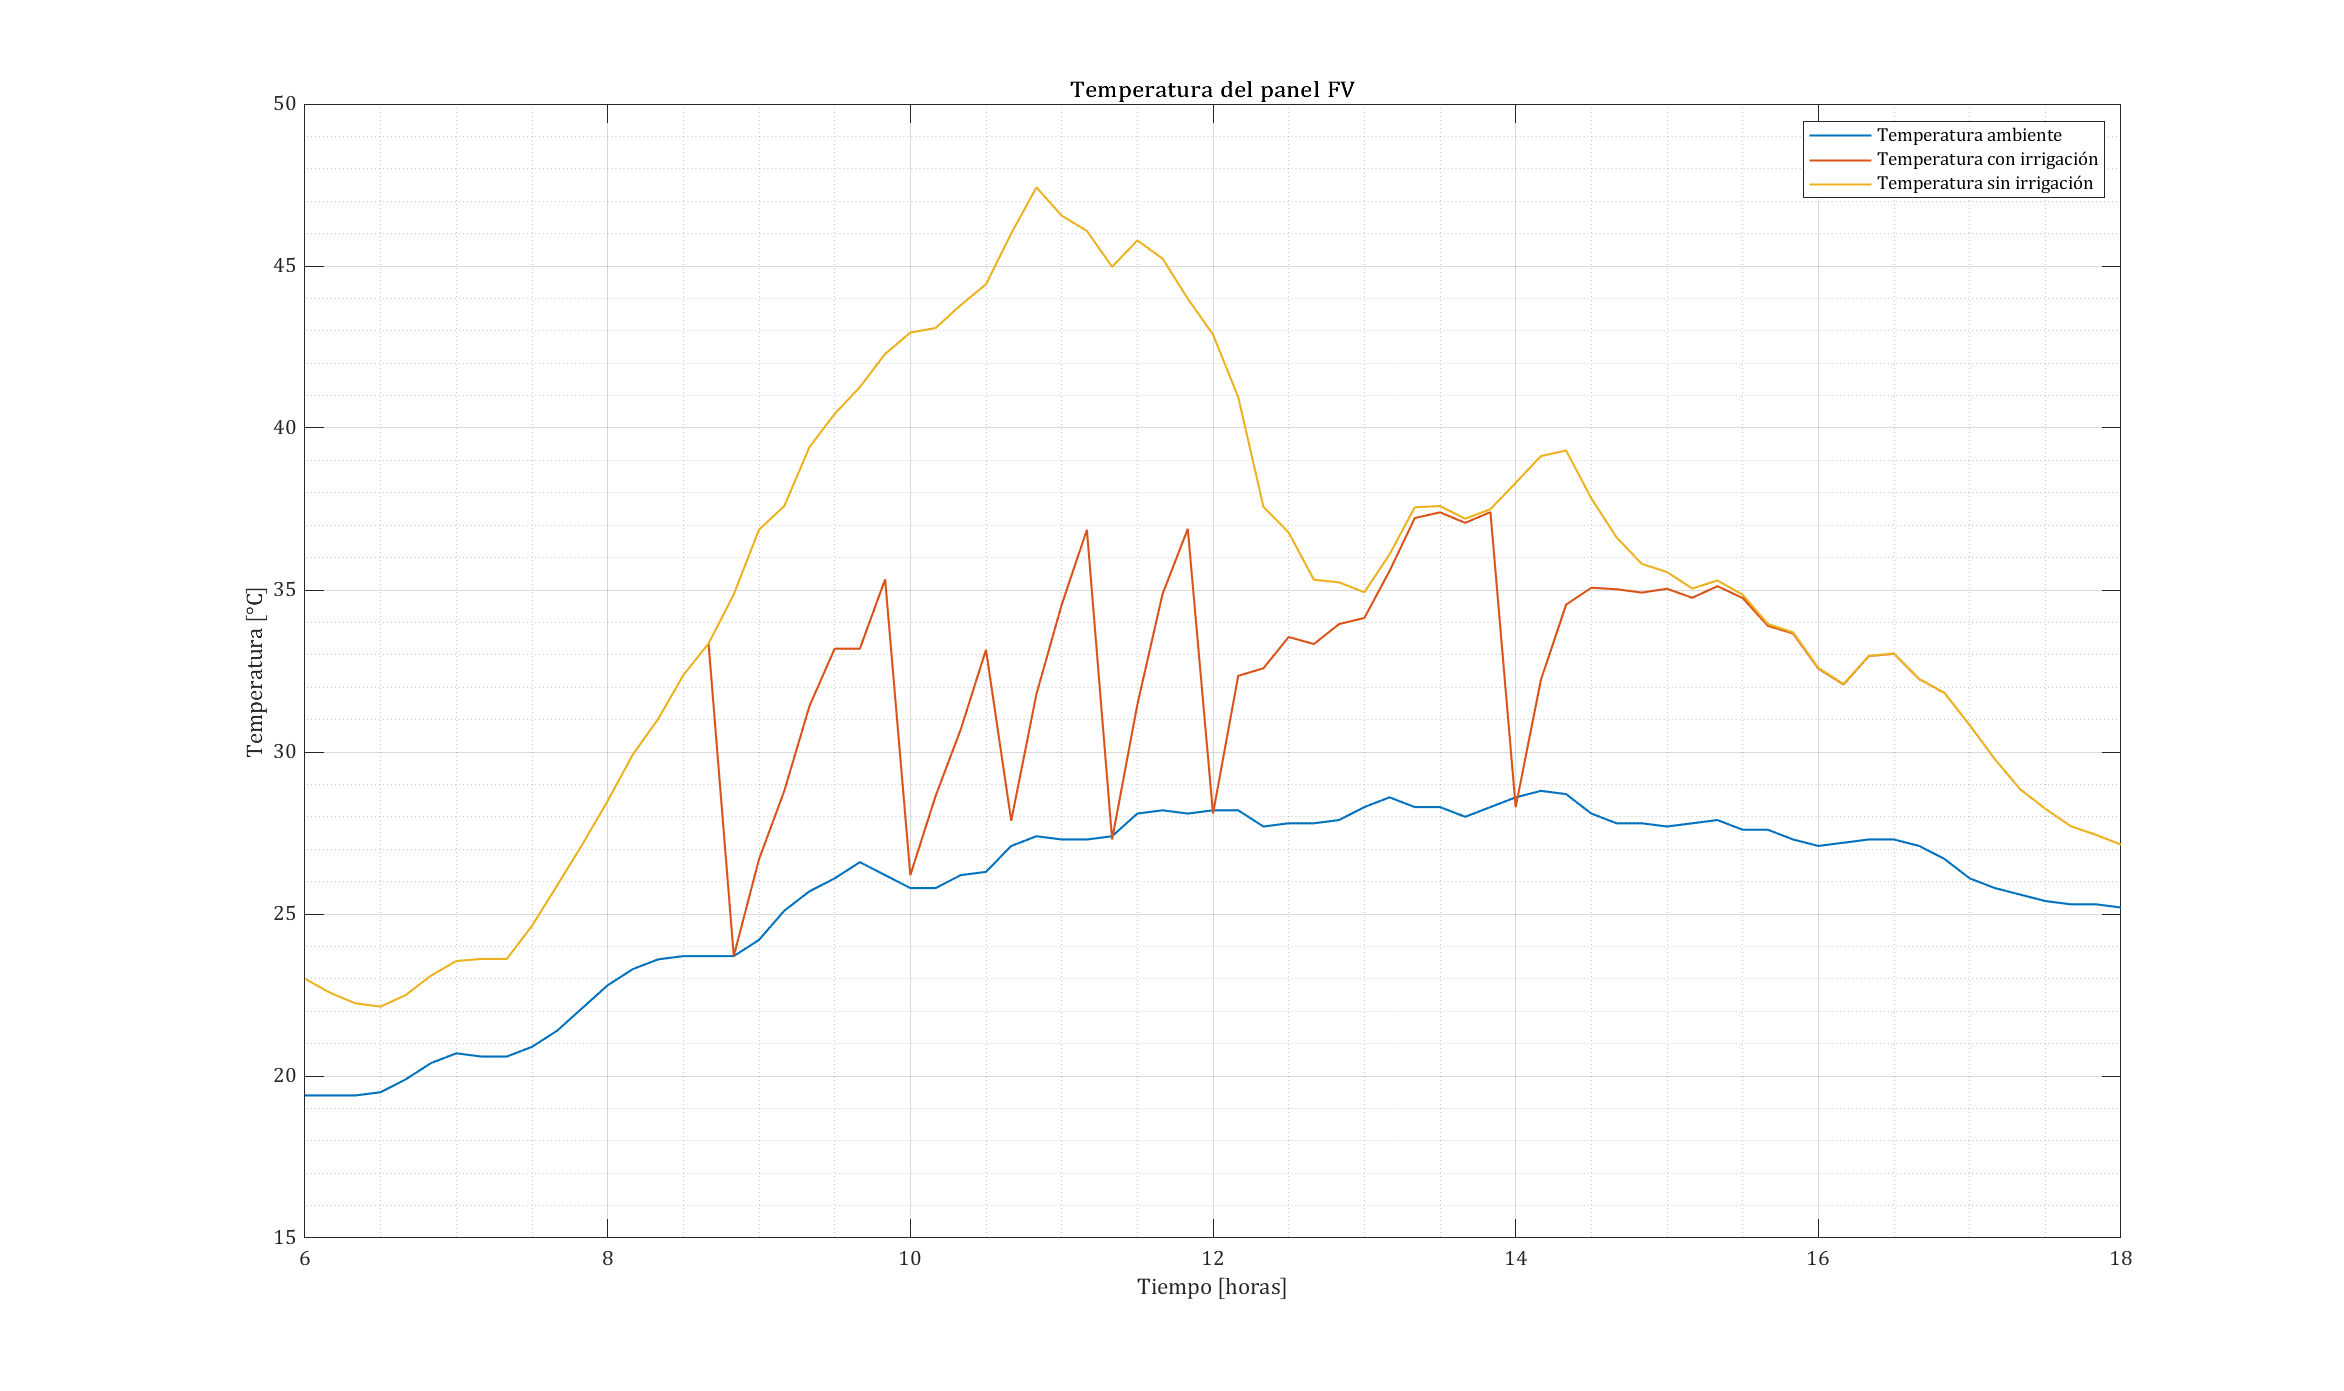 Temperatura del panel FV
50
45
40
35
30
25
20
15
Temperatura [°C]
Temperatura ambiente
Temperatura con irrigación
Temperatura sin irrigación
6 8 10 12 14 16 18
Tiempo [horas]